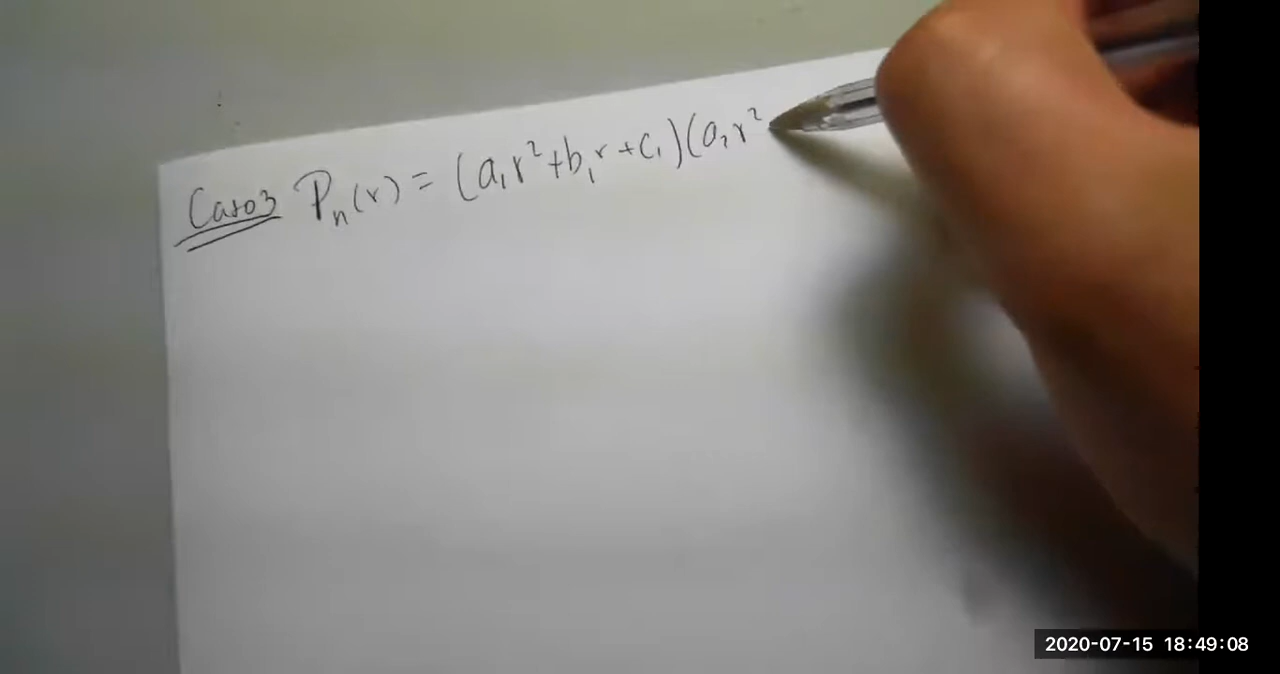 Caso3 Pn(r) = (a₁r²+b₁r+c₁)(a₂r²
2020-07-15 18:49:08